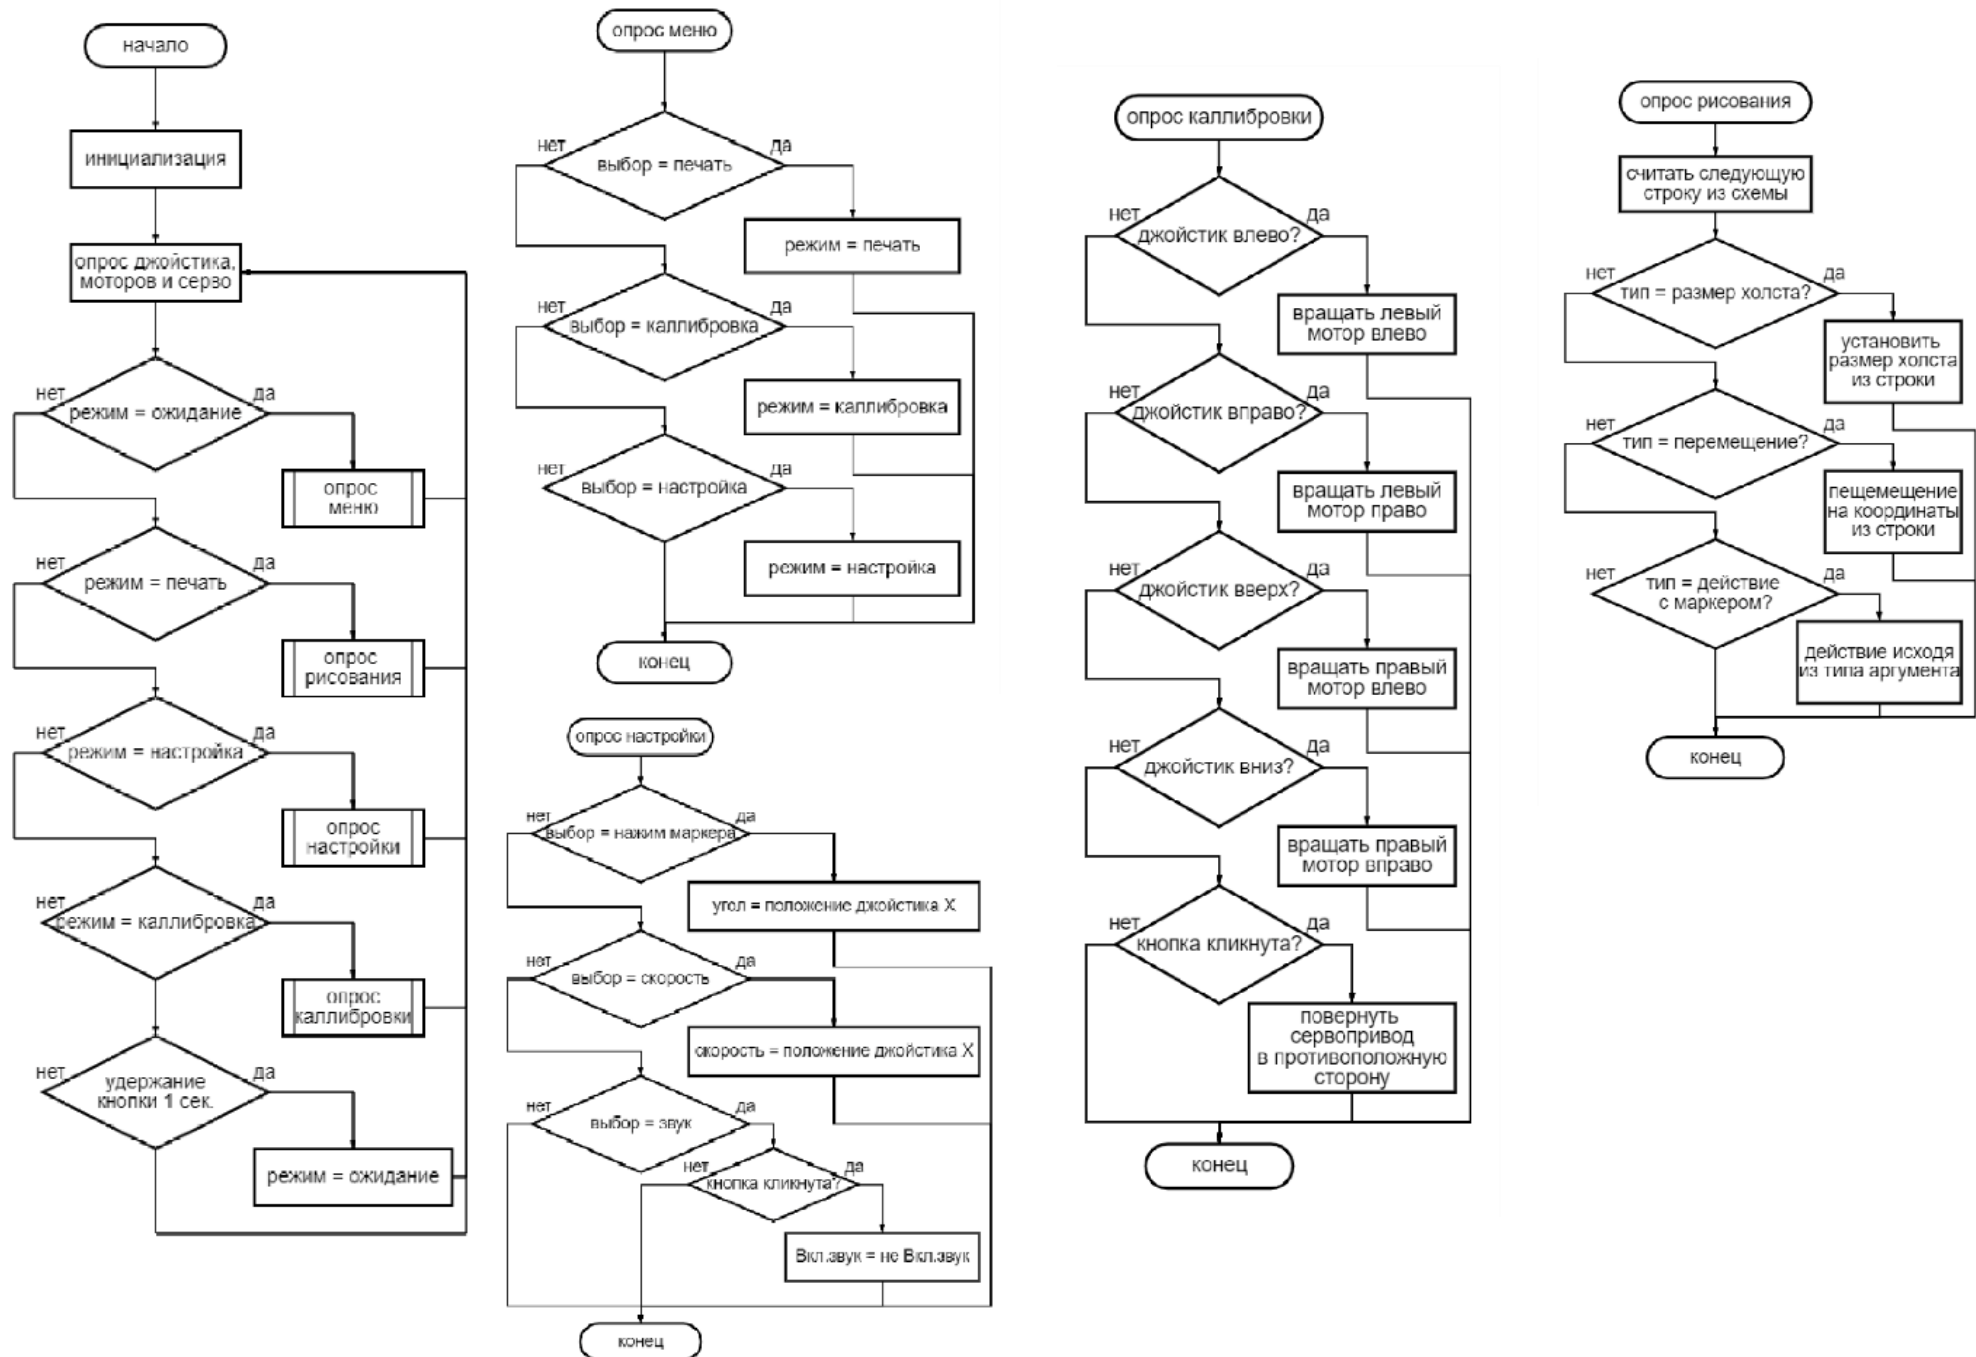 начало
инициализация
опрос джойстика,
моторов и серво
нет
да
режим = ожидание
опрос
меню
нет
да
режим = печать
опрос
рисования
нет
да
режим = настройка
опрос
настройки
нет
да
режим = каллибровка
опрос
каллибровки
нет
да
удержание
кнопки 1 сек.
режим = ожидание
опрос меню
нет
да
выбор = печать
режим = печать
нет
да
выбор = каллибровка
режим = каллибровка
нет
да
выбор = настройка
режим = настройка
конец
опрос настройки
нет
да
выбор = нажим маркера
угол = положение джойстика X
нет
да
выбор = скорость
скорость = положение джойстика X
нет
да
выбор = звук
нет
да
кнопка кликнута?
Вкл.звук = не Вкл.звук
конец
опрос каллибровки
нет
да
джойстик влево?
вращать левый
мотор влево
нет
да
джойстик вправо?
вращать левый
мотор право
нет
да
джойстик вверх?
вращать правый
мотор влево
нет
да
джойстик вниз?
вращать правый
мотор вправо
нет
да
кнопка кликнута?
повернуть
сервопривод
в противоположную
сторону
конец
опрос рисования
считать следующую
строку из схемы
нет
да
тип = размер холста?
установить
размер холста
из строки
нет
да
тип = перемещение?
пещемещение
на координаты
из строки
нет
да
тип = действие
с маркером?
действие исходя
из типа аргумента
конец